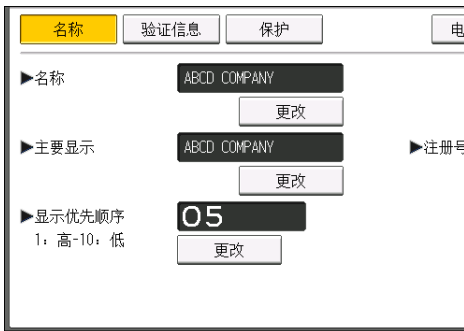 名称 验证信息 保护 电
▶名称 ABCD COMPANY
更改
▶主要显示 ABCD COMPANY ▶注册号
更改
▶显示优先顺序 05
1：高-10：低
更改